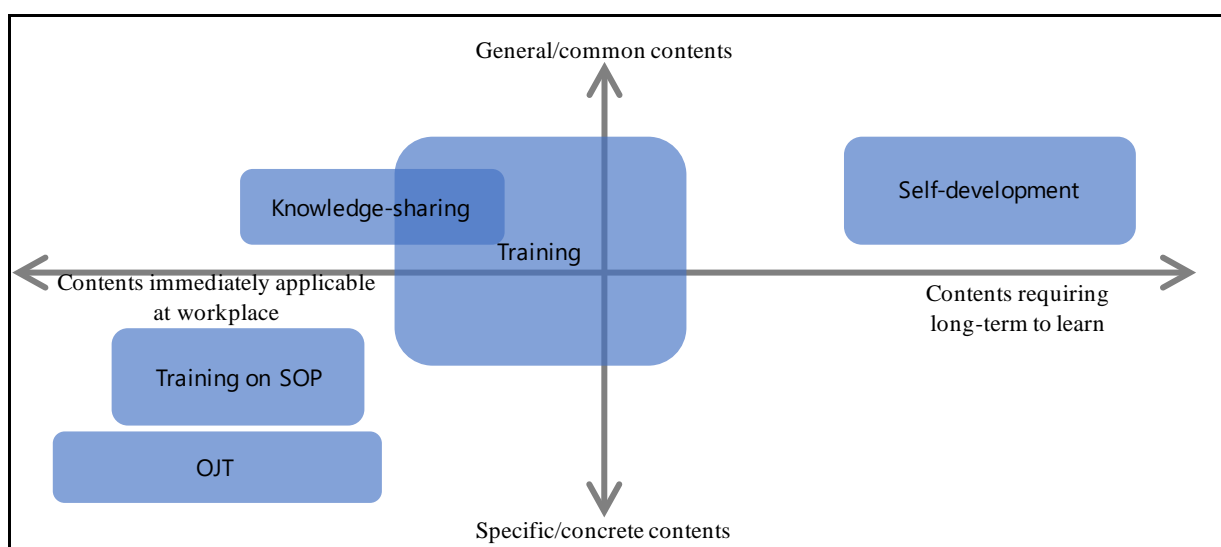 General/common contents
Self-development
Knowledge-sharing
Training
Contents immediately applicable
at workplace
Contents requiring
long-term to learn
Training on SOP
OJT
Specific/concrete contents